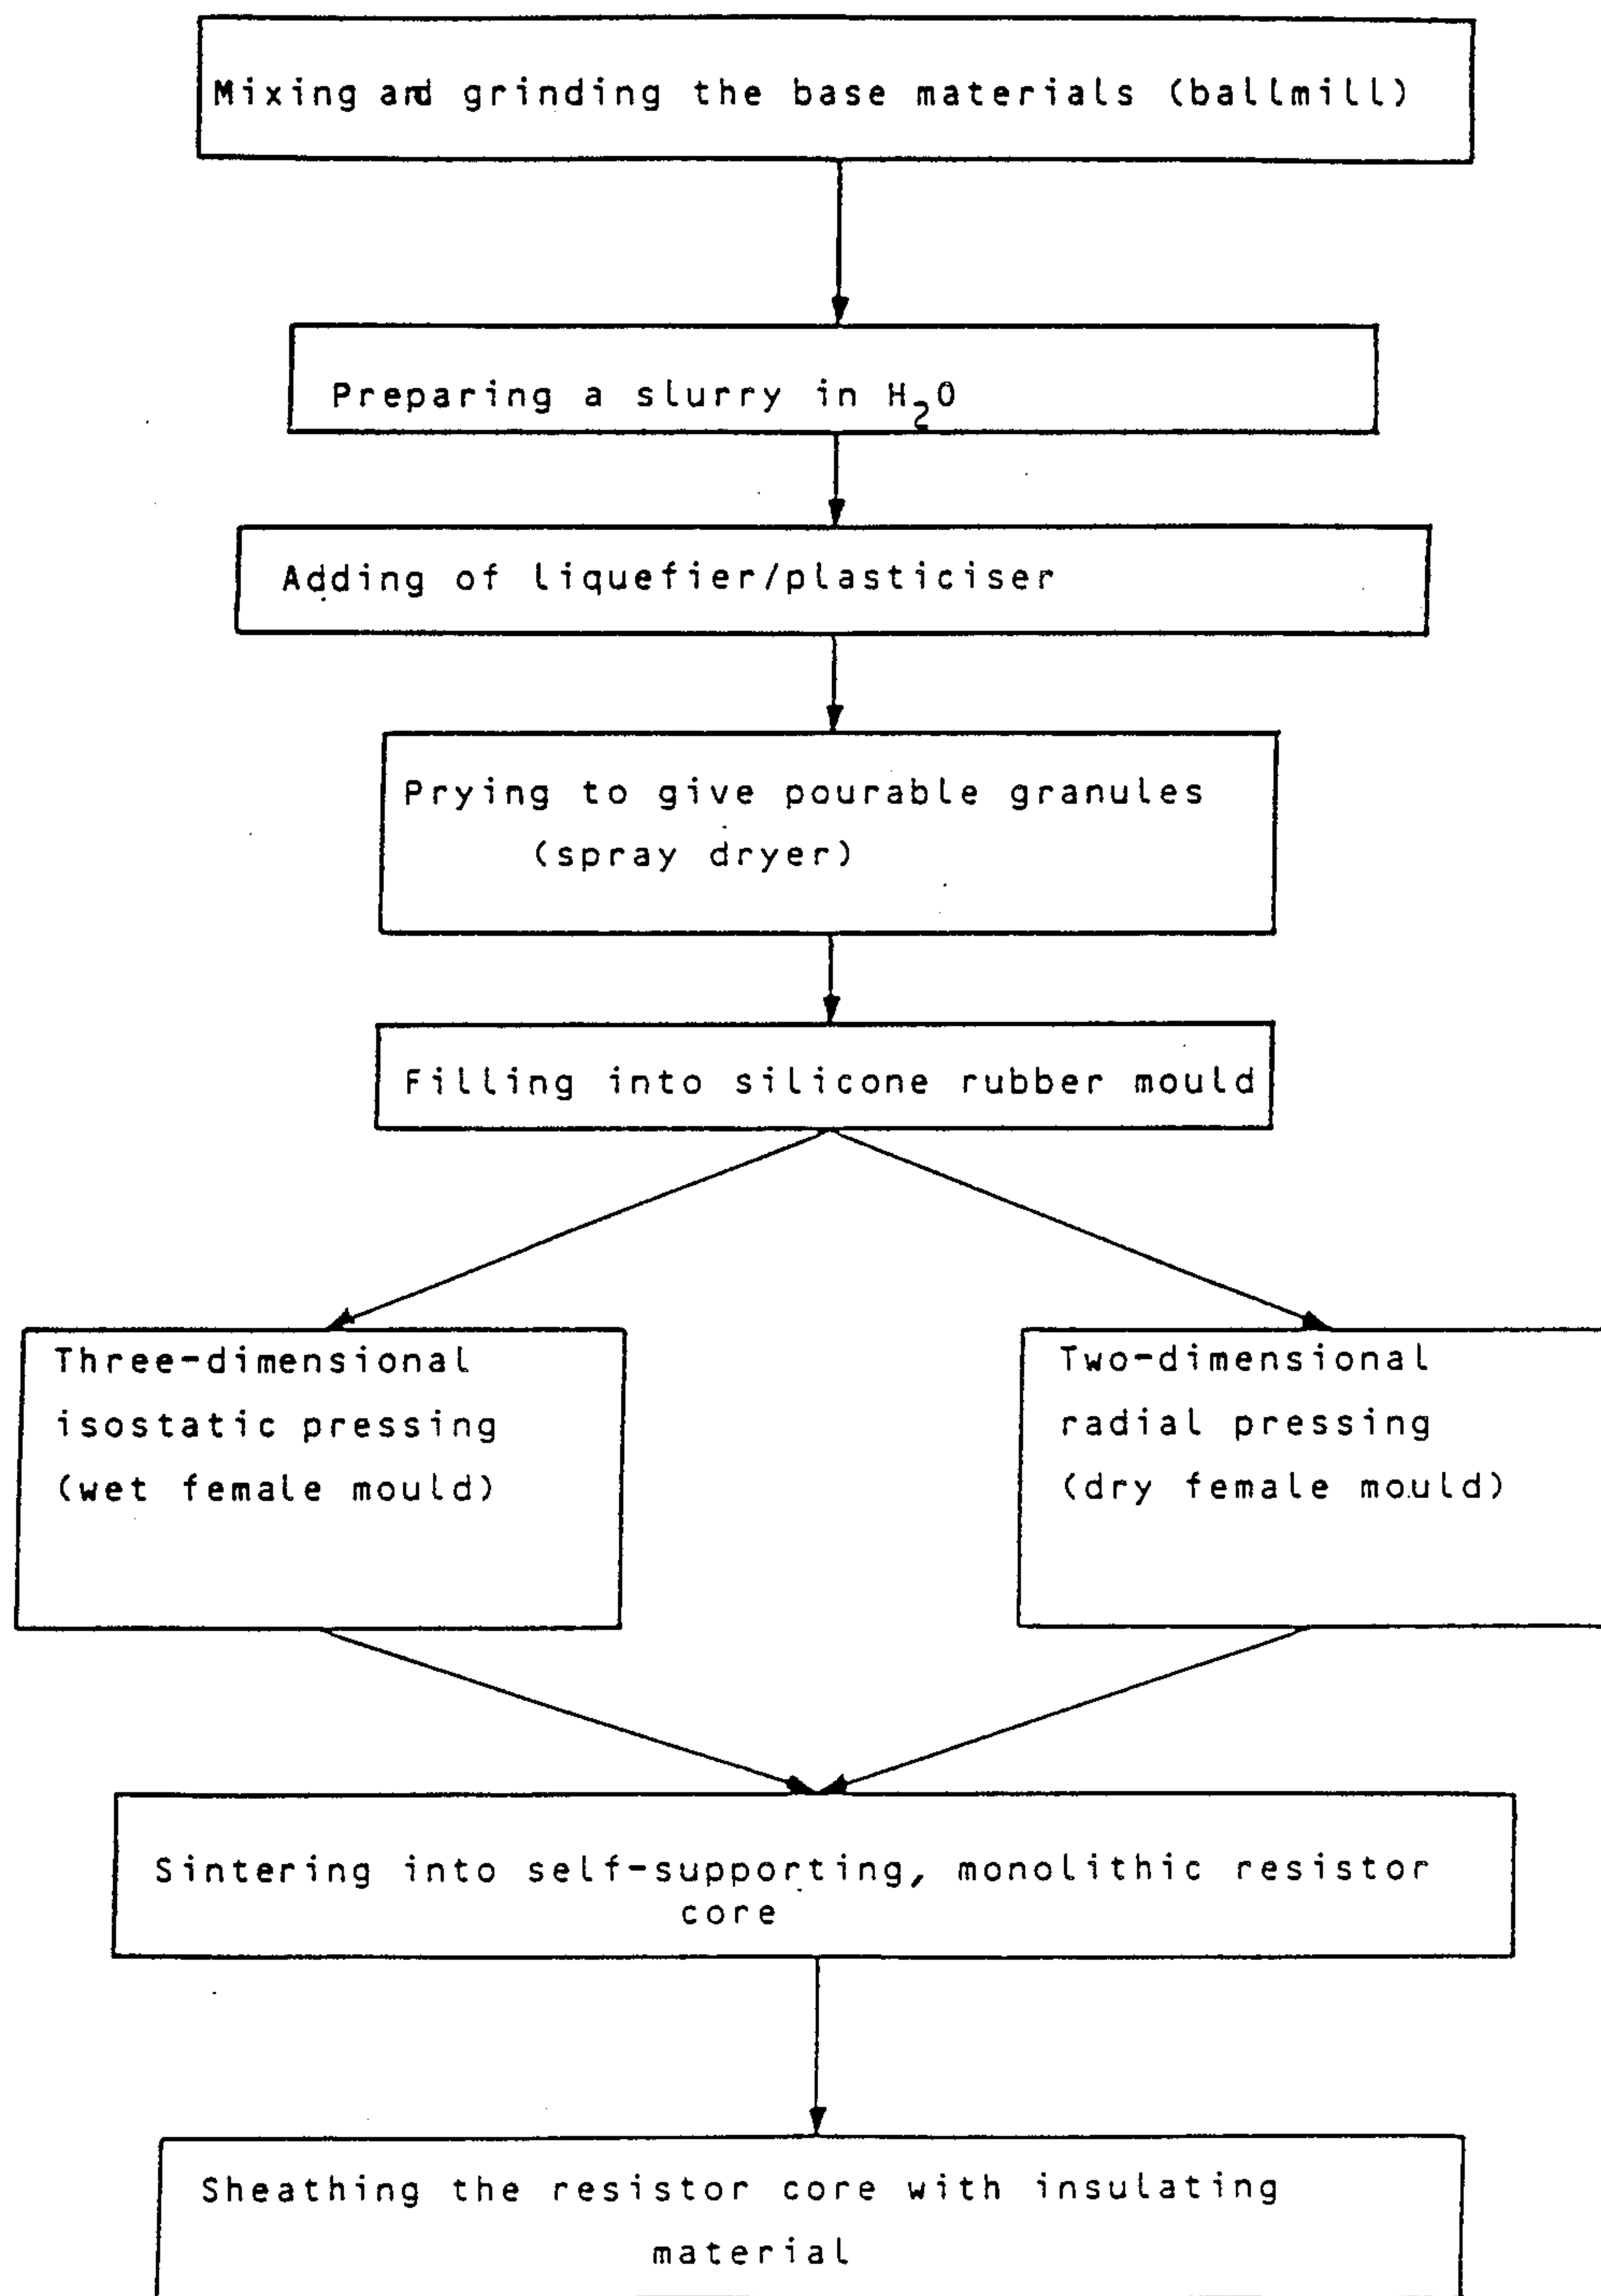 Mixing and grinding the base materials (ballmill)
Preparing a slurry in H₂O
Adding of liquefier/plasticiser
Prying to give pourable granules
(spray dryer)
Filling into silicone rubber mould
Three-dimensional
isostatic pressing
(wet female mould)
Two-dimensional
radial pressing
(dry female mould)
Sintering into self-supporting, monolithic resistor
core
Sheathing the resistor core with insulating
material